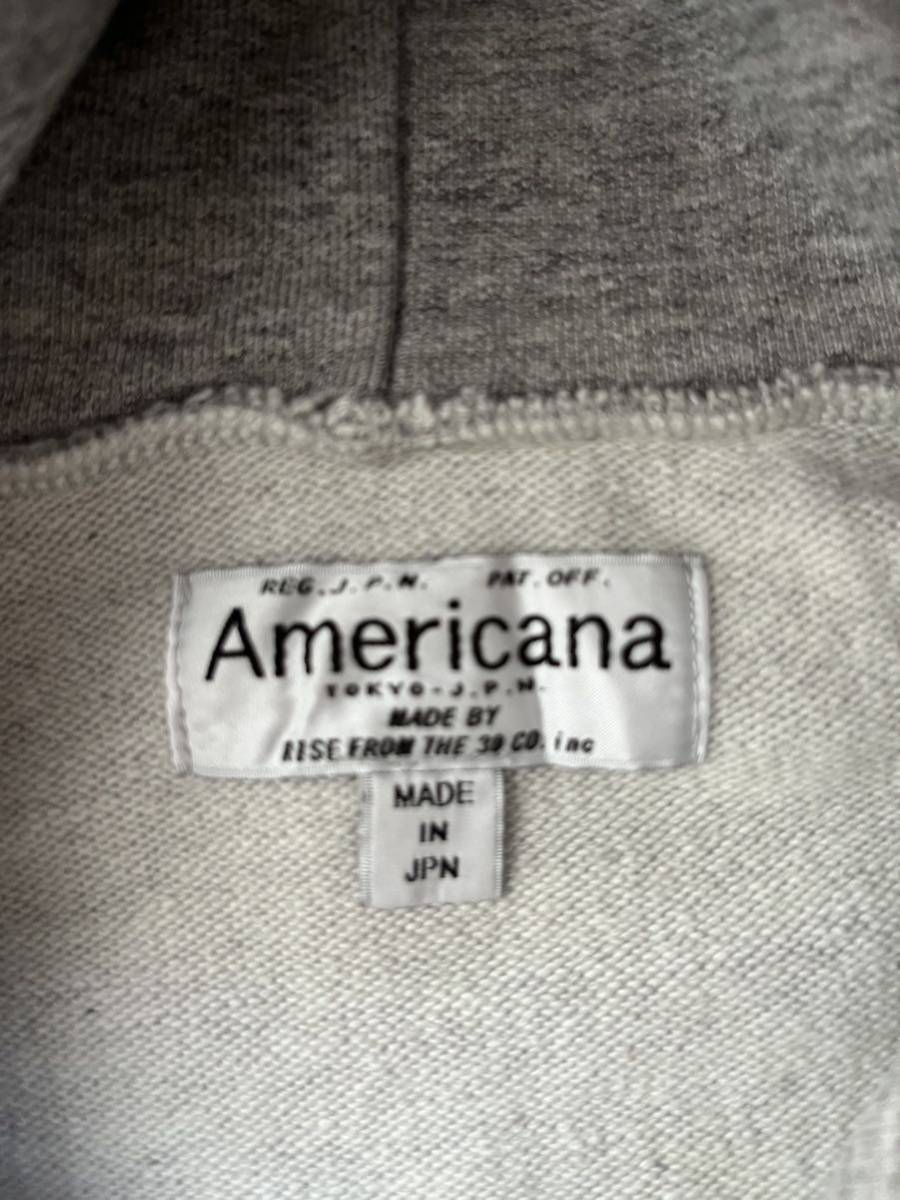 REG.J.P.N. PAT.OFF.
Americana
TOKYO-J.P.N.
MADE BY
RISE FROM THE 30 CO. inc
MADE
IN
JPN